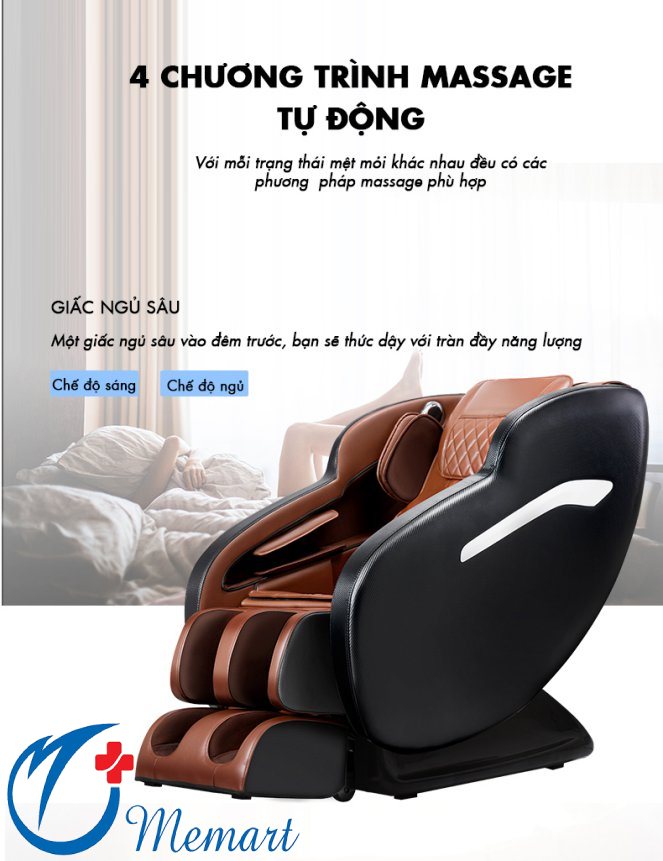 4 CHƯƠNG TRÌNH MASSAGE
TỰ ĐỘNG
Với mỗi trạng thái mệt mỏi khác nhau đều có các
phương pháp massage phù hợp
GIẤC NGỦ SÂU
Một giấc ngủ sâu vào đêm trước, bạn sẽ thức dậy với tràn đầy năng lượng
Chế độ sáng
Chế độ ngủ
Memart